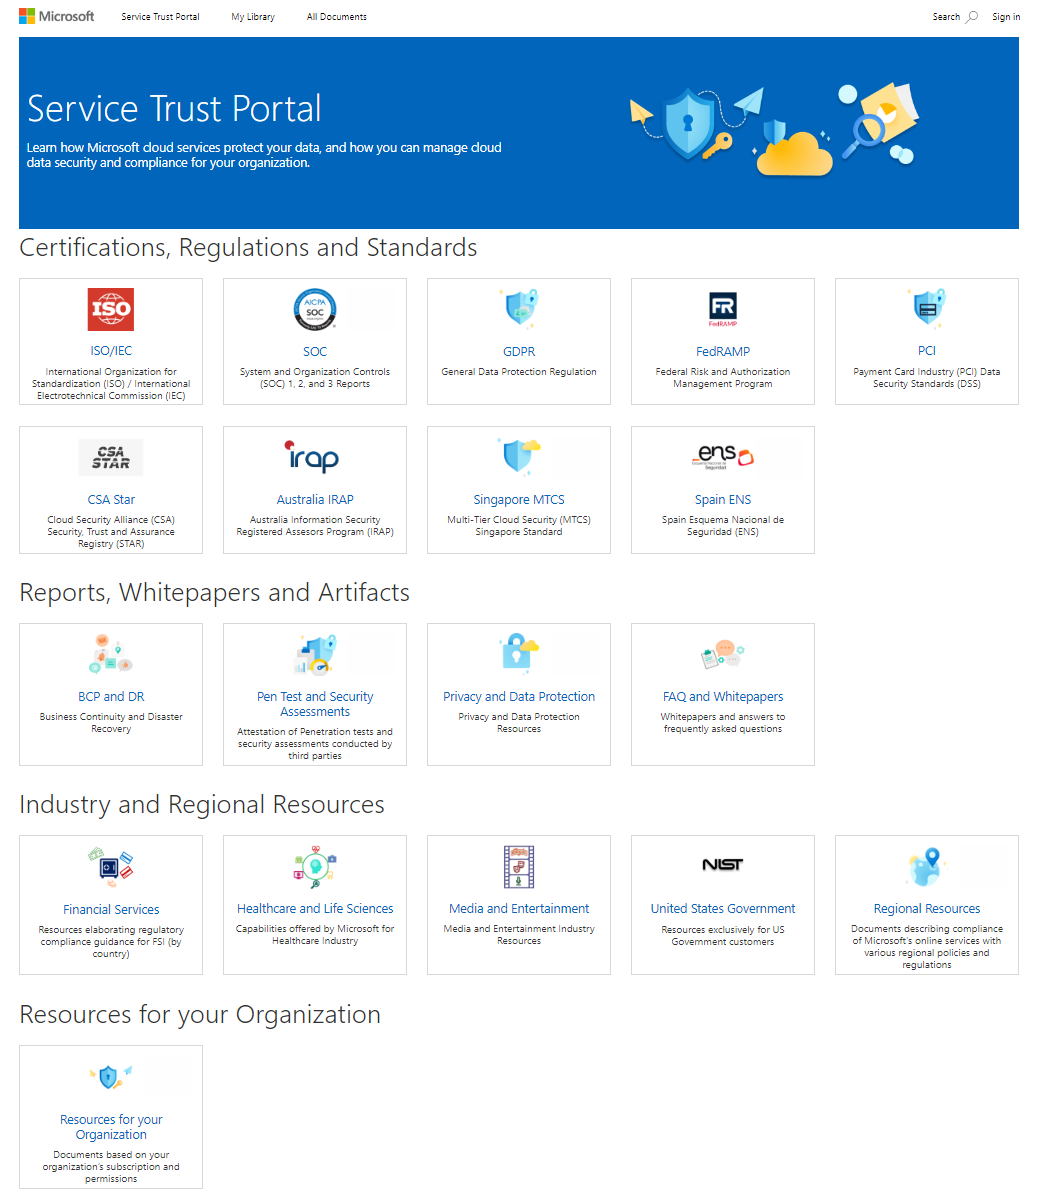 Microsoft Service Trust Portal My Library All Documents Search Sign in
Service Trust Portal
Learn how Microsoft cloud services protect your data, and how you can manage cloud
data security and compliance for your organization.
Certifications, Regulations and Standards
ISO
ISO/IEC
International Organization for
Standardization (ISO) / International
Electrotechnical Commission (IEC)
AICPA
SOC
SOC
System and Organization Controls
(SOC) 1, 2, and 3 Reports
GDPR
General Data Protection Regulation
FR
FedRAMP
FedRAMP
Federal Risk and Authorization
Management Program
PCI
Payment Card Industry (PCI) Data
Security Standards (DSS)
CSA
STAR
CSA Star
Cloud Security Alliance (CSA)
Security, Trust and Assurance
Registry (STAR)
irap
Australia IRAP
Australia Information Security
Registered Assesors Program (IRAP)
Singapore MTCS
Multi-Tier Cloud Security (MTCS)
Singapore Standard
ens
Esquema Nacional de
Seguridad
Spain ENS
Spain Esquema Nacional de
Seguridad (ENS)
Reports, Whitepapers and Artifacts
BCP and DR
Business Continuity and Disaster
Recovery
Pen Test and Security
Assessments
Attestation of Penetration tests and
security assessments conducted by
third parties
Privacy and Data Protection
Privacy and Data Protection
Resources
FAQ and Whitepapers
Whitepapers and answers to
frequently asked questions
Industry and Regional Resources
Financial Services
Resources elaborating regulatory
compliance guidance for FSI (by
country)
Healthcare and Life Sciences
Capabilities offered by Microsoft for
Healthcare Industry
Media and Entertainment
Media and Entertainment Industry
Resources
NIST
United States Government
Resources exclusively for US
Government customers
Regional Resources
Documents describing compliance
of Microsoft's online services with
various regional policies and
regulations
Resources for your Organization
Resources for your
Organization
Documents based on your
organization's subscription and
permissions